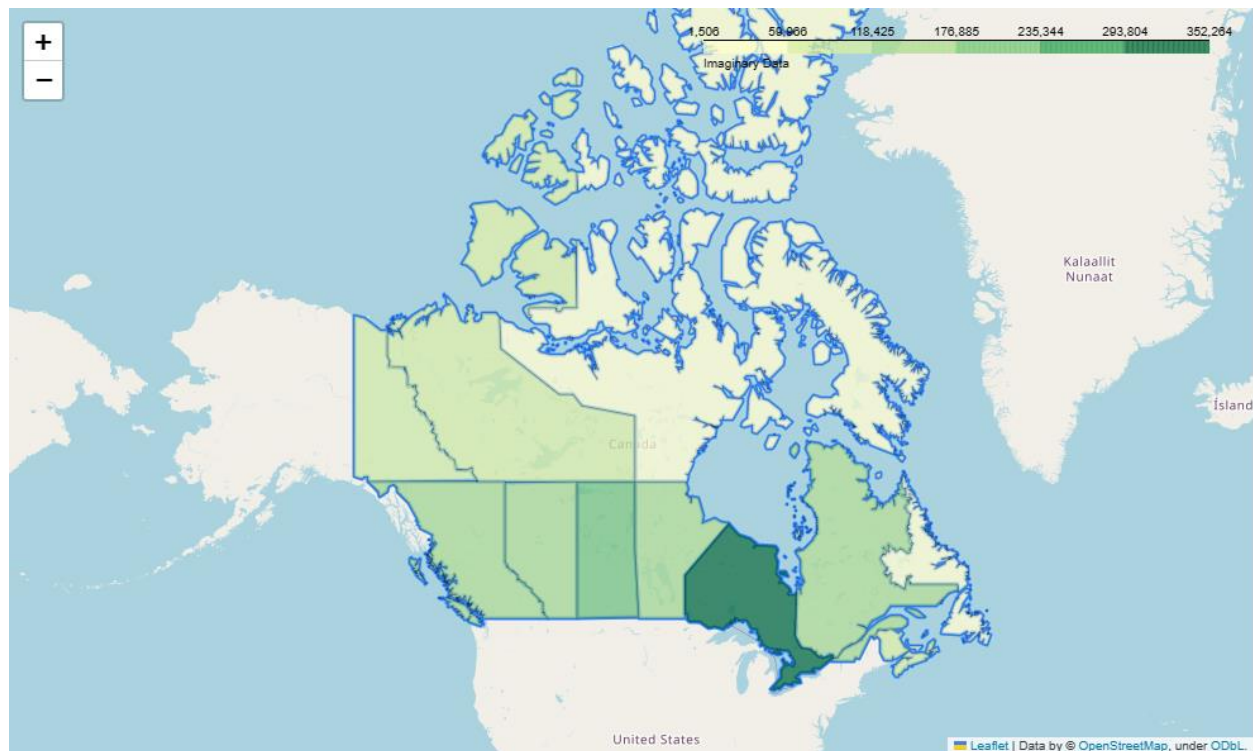 +
−
1,506 59,966 118,425 176,885 235,344 293,804 352,264
Imaginary Data
Kalaallit
Nunaat
Ísland
Canada
United States
Leaflet | Data by © OpenStreetMap, under ODbL.